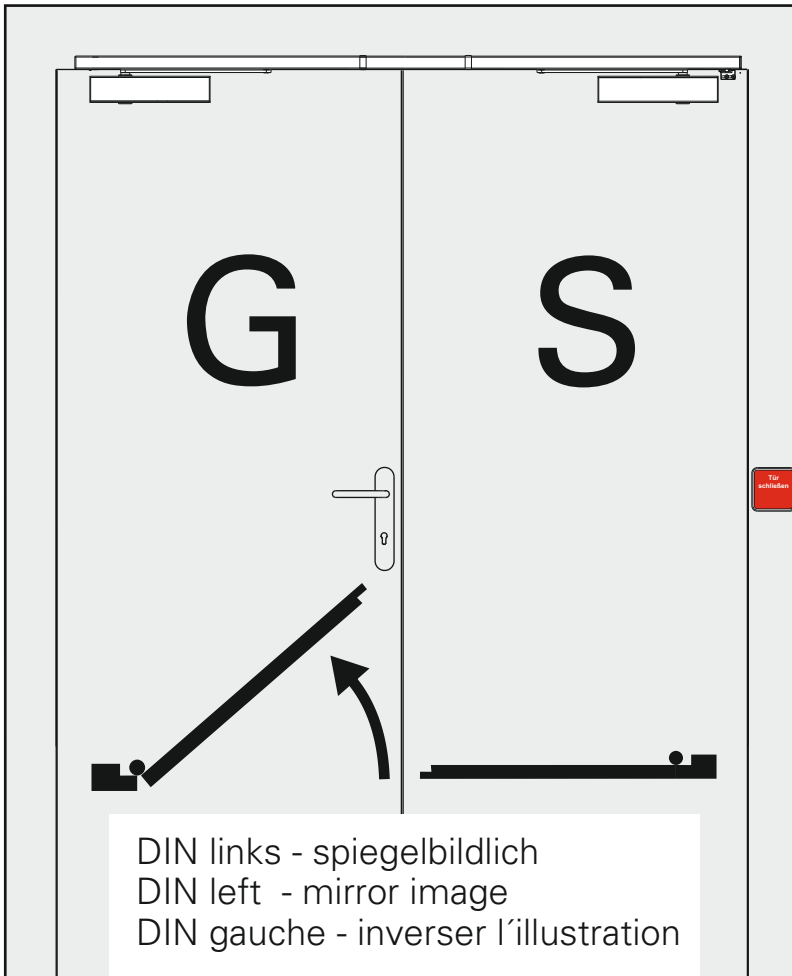 G S
Tür
schließen
DIN links - spiegelbildlich
DIN left - mirror image
DIN gauche - inverser l´illustration